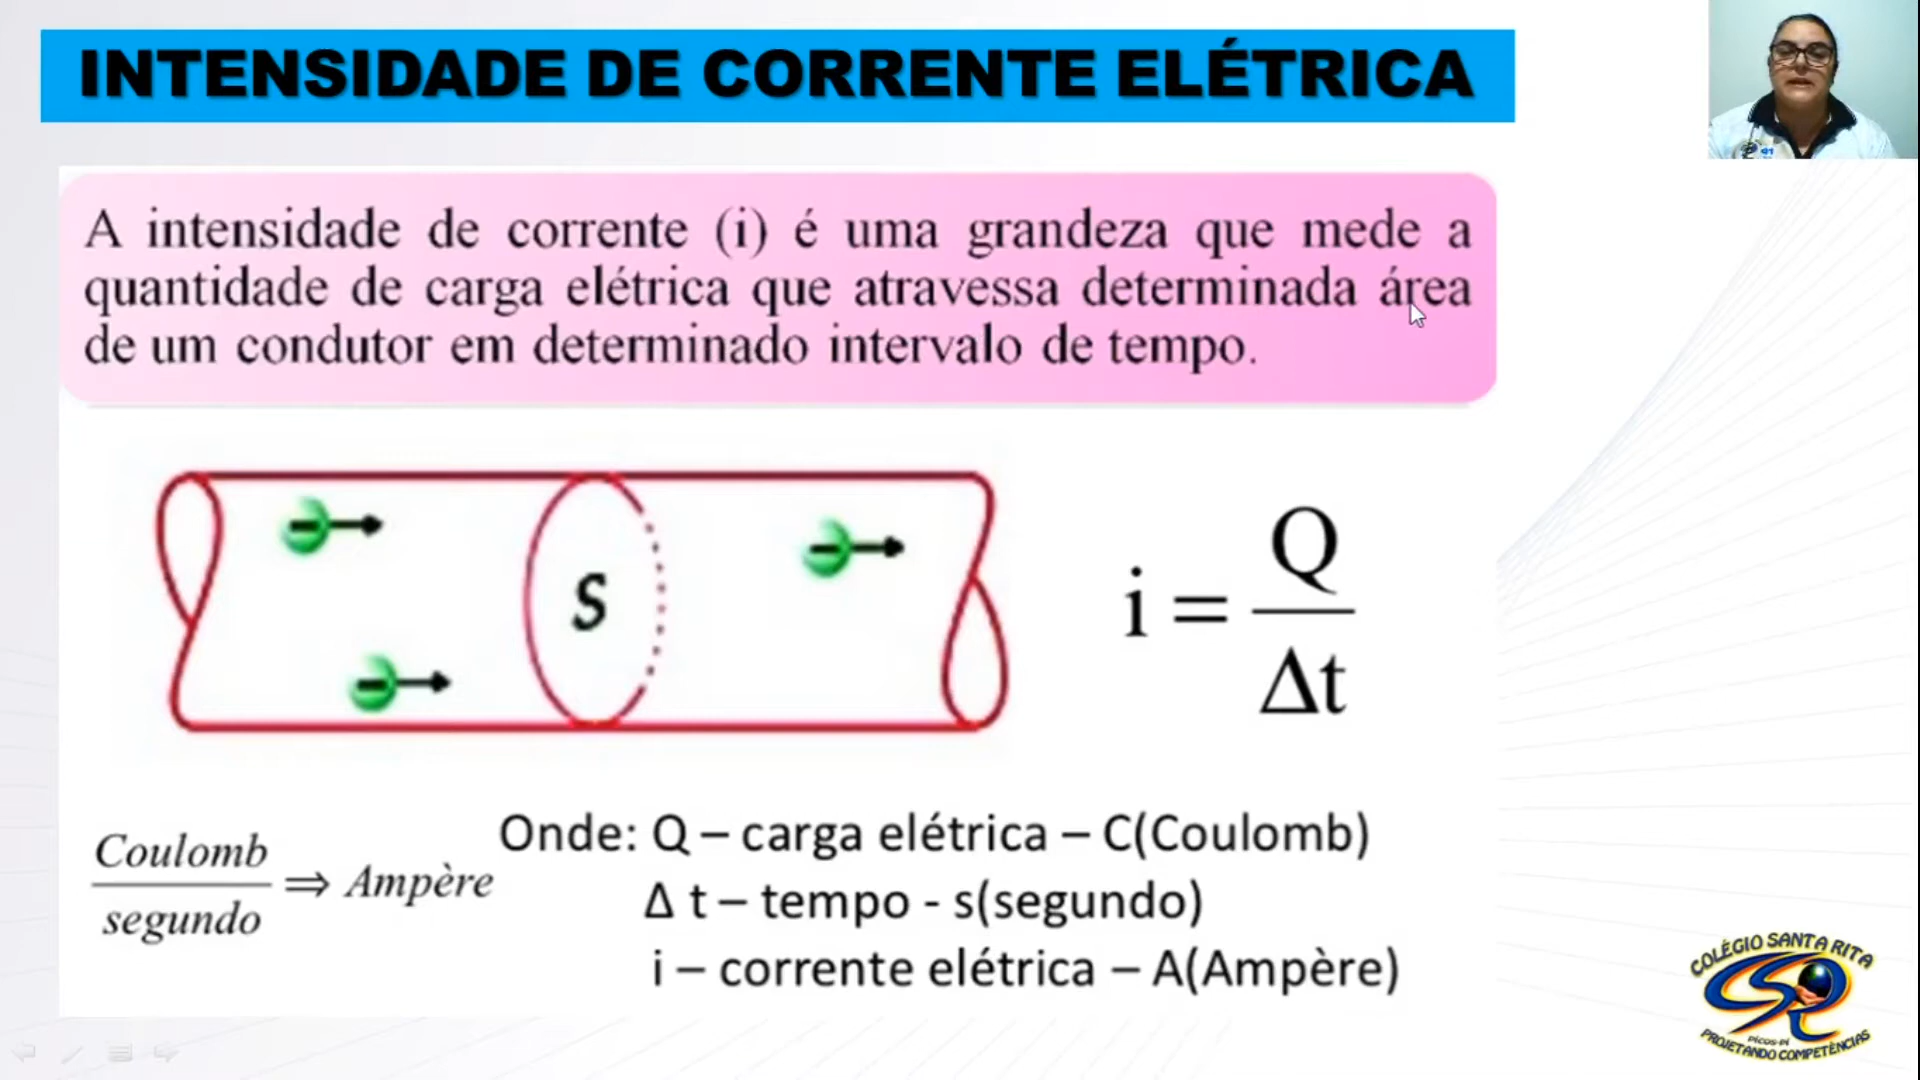 INTENSIDADE DE CORRENTE ELÉTRICA
A intensidade de corrente (i) é uma grandeza que mede a
quantidade de carga elétrica que atravessa determinada área
de um condutor em determinado intervalo de tempo.
S
i = Q / Δt
Coulomb / segundo ⇒ Ampère
Onde: Q – carga elétrica – C(Coulomb)
Δ t – tempo - s(segundo)
i – corrente elétrica – A(Ampère)
COLÉGIO SANTA RITA
PICOS-PI
PROJETANDO COMPETÊNCIAS